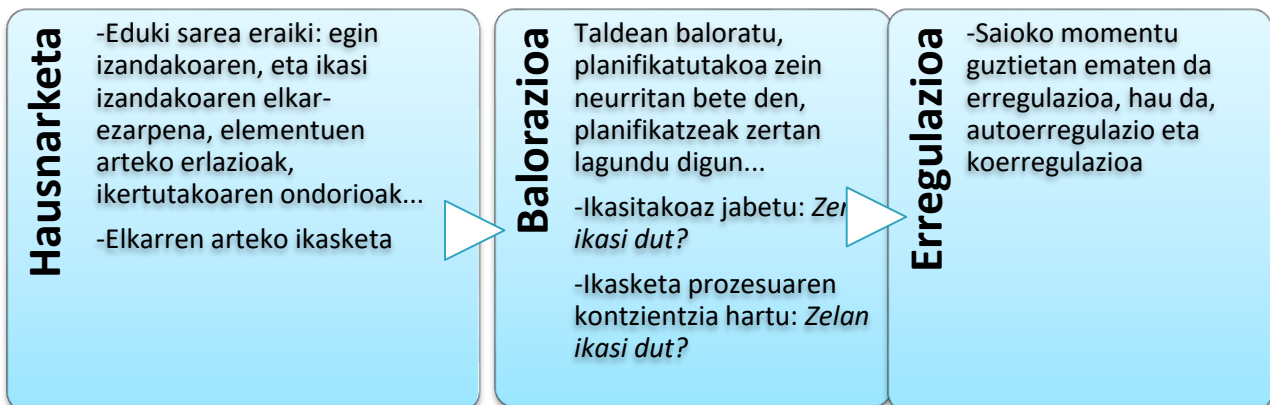 Hausnarketa
-Eduki sarea eraiki: egin
izandakoaren, eta ikasi
izandakoaren elkar-
ezarpena, elementuen
arteko erlazioak,
ikertutakoaren ondorioak...
-Elkarren arteko ikasketa
Balorazioa
Taldean baloratu,
planifikatutakoa zein
neurritan bete den,
planifikatzeak zertan
lagundu digun...
-Ikasitakoaz jabetu:
ikasi dut?
-Ikasketa prozesuaren
kontzientzia hartu: Zelan
ikasi dut?
Erregulazioa
-Saioko momentu
guztietan ematen da
erregulazioa, hau da,
autoerregulazio eta
koerregulazioa